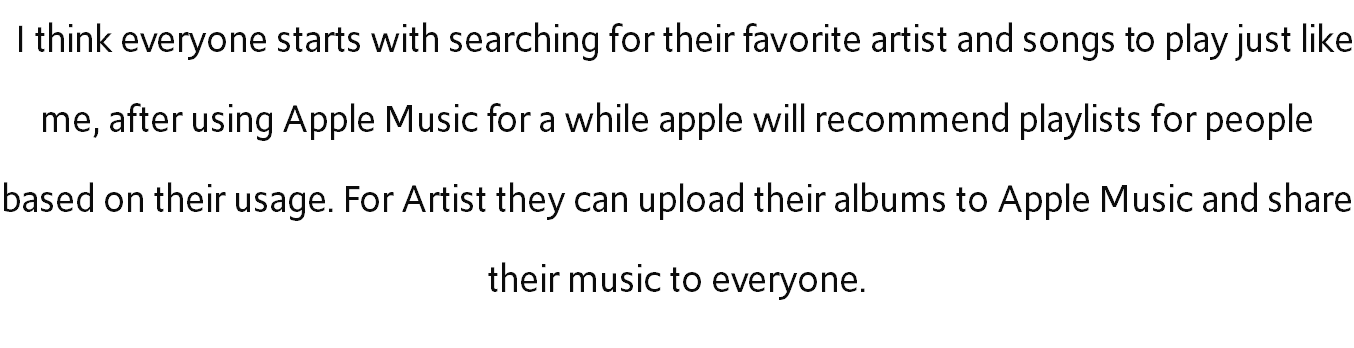 I think everyone starts with searching for their favorite artist and songs to play just like
me, after using Apple Music for a while apple will recommend playlists for people
based on their usage. For Artist they can upload their albums to Apple Music and share
their music to everyone.